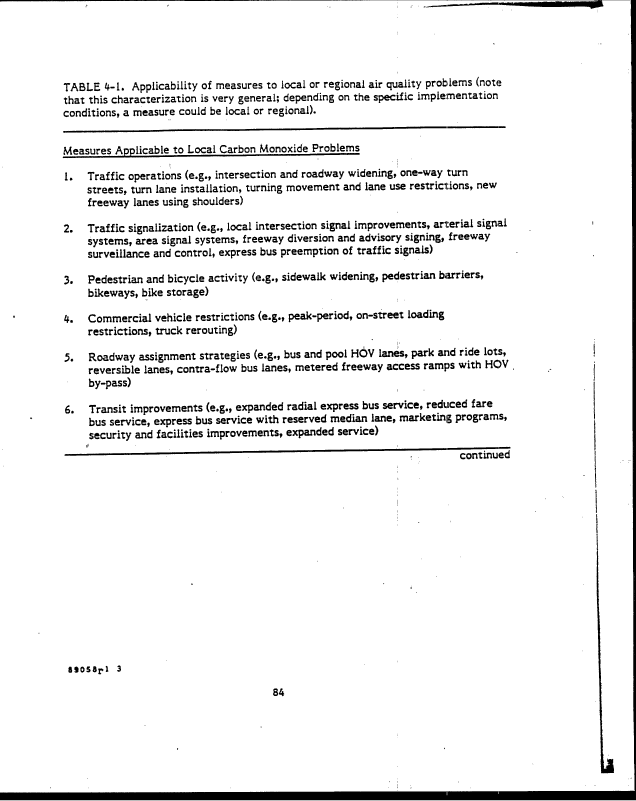 TABLE 4-1. Applicability of measures to local or regional air quality problems (note
that this characterization is very general; depending on the specific implementation
conditions, a measure could be local or regional).
Measures Applicable to Local Carbon Monoxide Problems
1. Traffic operations (e.g., intersection and roadway widening, one-way turn
streets, turn lane installation, turning movement and lane use restrictions, new
freeway lanes using shoulders)
2. Traffic signalization (e.g., local intersection signal improvements, arterial signal
systems, area signal systems, freeway diversion and advisory signing, freeway
surveillance and control, express bus preemption of traffic signals)
3. Pedestrian and bicycle activity (e.g., sidewalk widening, pedestrian barriers,
bikeways, bike storage)
4. Commercial vehicle restrictions (e.g., peak-period, on-street loading
restrictions, truck rerouting)
5. Roadway assignment strategies (e.g., bus and pool HOV lanes, park and ride lots,
reversible lanes, contra-flow bus lanes, metered freeway access ramps with HOV
by-pass)
6. Transit improvements (e.g., expanded radial express bus service, reduced fare
bus service, express bus service with reserved median lane, marketing programs,
security and facilities improvements, expanded service)
continued
89058r1 3
84